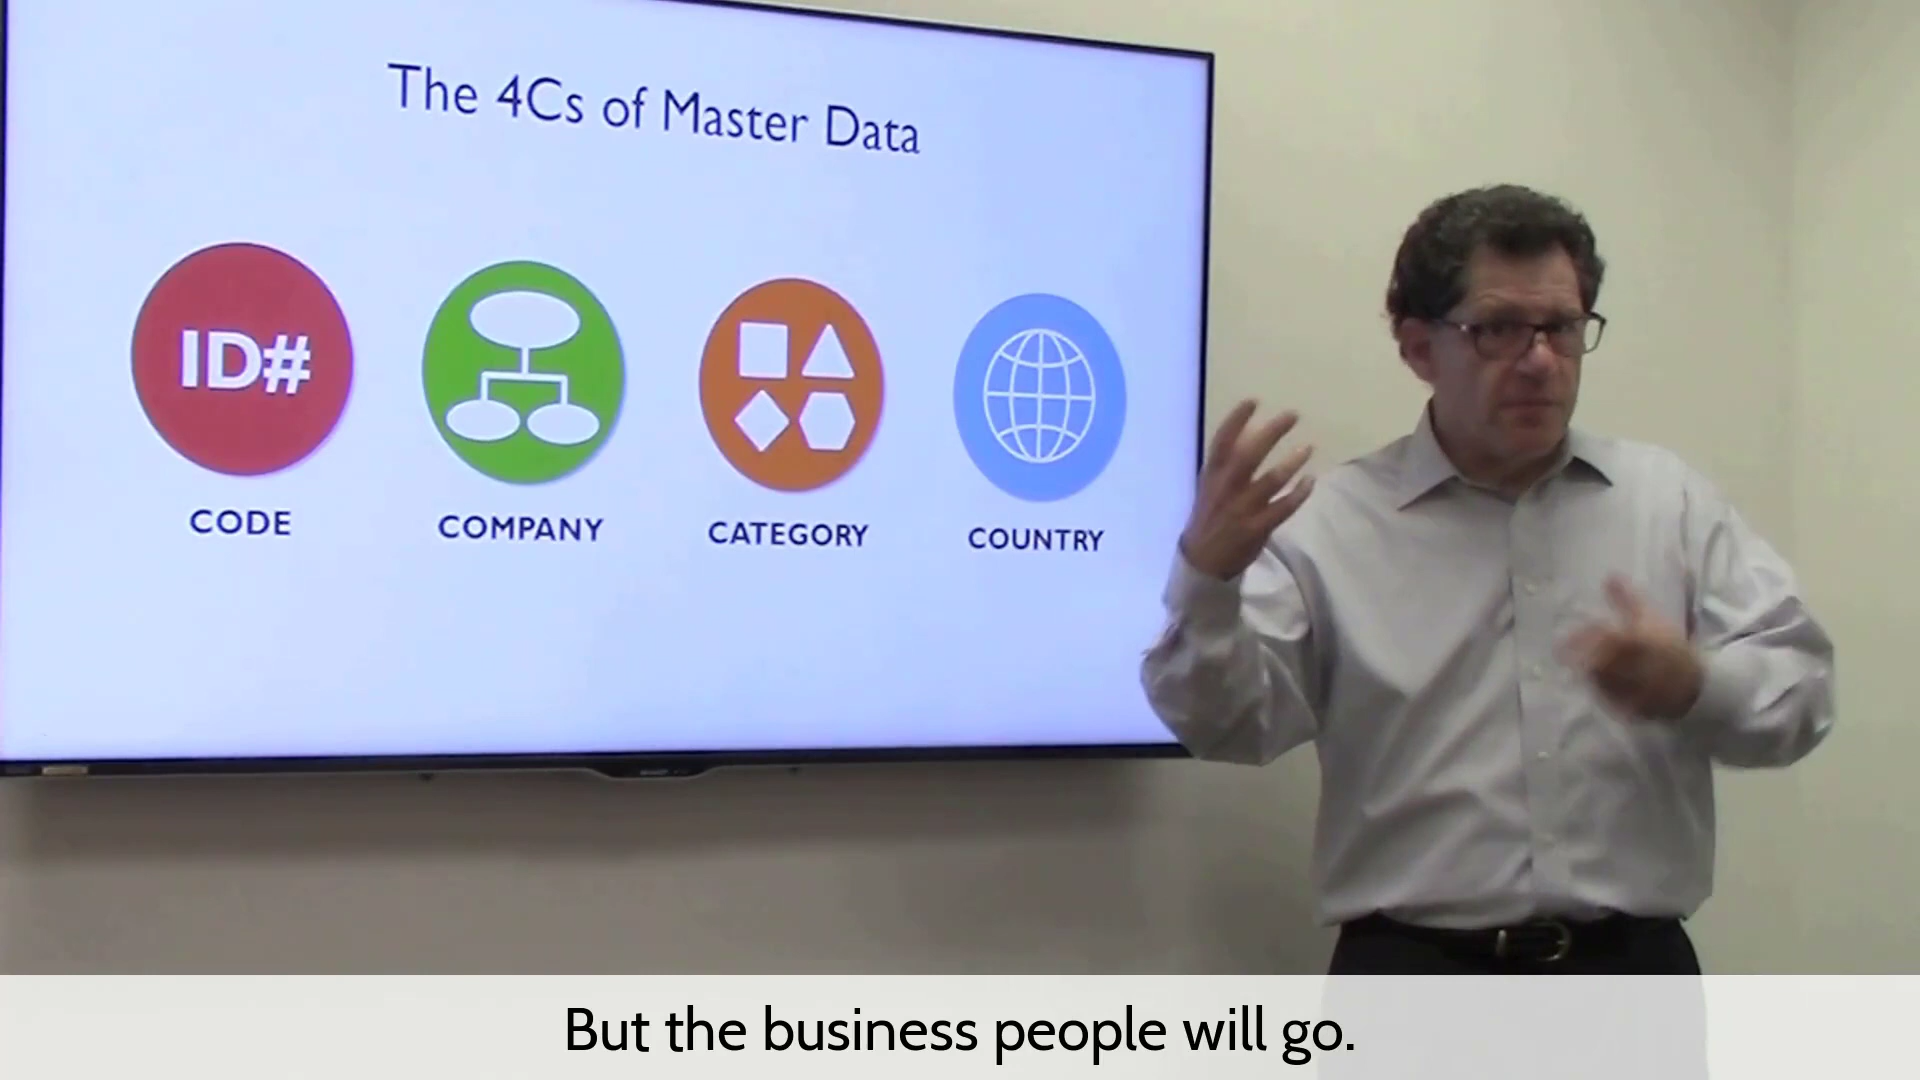 The 4Cs of Master Data
ID#
CODE
COMPANY
CATEGORY
COUNTRY
But the business people will go.